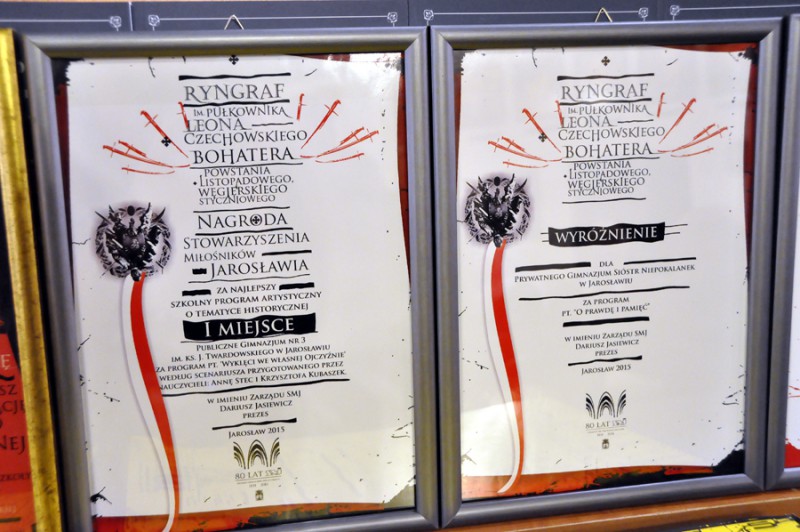 RYNGRAF
IM. PUŁKOWNIKA
LEONA
CZECHOWSKIEGO
BOHATERA
POWSTANIA
• LISTOPADOWEGO,
WĘGIERSKIEGO
STYCZNIOWEGO
NAGRODA
STOWARZYSZENIA
MIŁOŚNIKÓW
JAROSŁAWIA
ZA NAJLEPSZY
SZKOLNY PROGRAM ARTYSTYCZNY
O TEMATYCE HISTORYCZNEJ
I MIEJSCE
PUBLICZNE GIMNAZJUM NR 3
IM. KS. J. TWARDOWSKIEGO W JAROSŁAWIU
ZA PROGRAM PT. 'WYKLĘCI WE WŁASNEJ OJCZYŹNIE'
WEDŁUG SCENARIUSZA PRZYGOTOWANEGO PRZEZ
NAUCZYCIELI: ANNĘ STEC I KRZYSZTOFA KUBASZEK.
W IMIENIU ZARZĄDU SMJ
DARIUSZ JASIEWICZ
PREZES
JAROSŁAW 2015
80 LAT
RYNGRAF
IM. PUŁKOWNIKA
LEONA
CZECHOWSKIEGO
BOHATERA
POWSTANIA
• LISTOPADOWEGO,
WĘGIERSKIEGO
STYCZNIOWEGO
WYRÓŻNIENIE
DLA
PRYWATNEGO GIMNAZJUM SIÓSTR NIEPOKALANEK
W JAROSŁAWIU
ZA PROGRAM
PT. "O PRAWDĘ I PAMIĘĆ"
W IMIENIU ZARZĄDU SMJ
DARIUSZ JASIEWICZ
PREZES
JAROSŁAW 2015
80 LAT